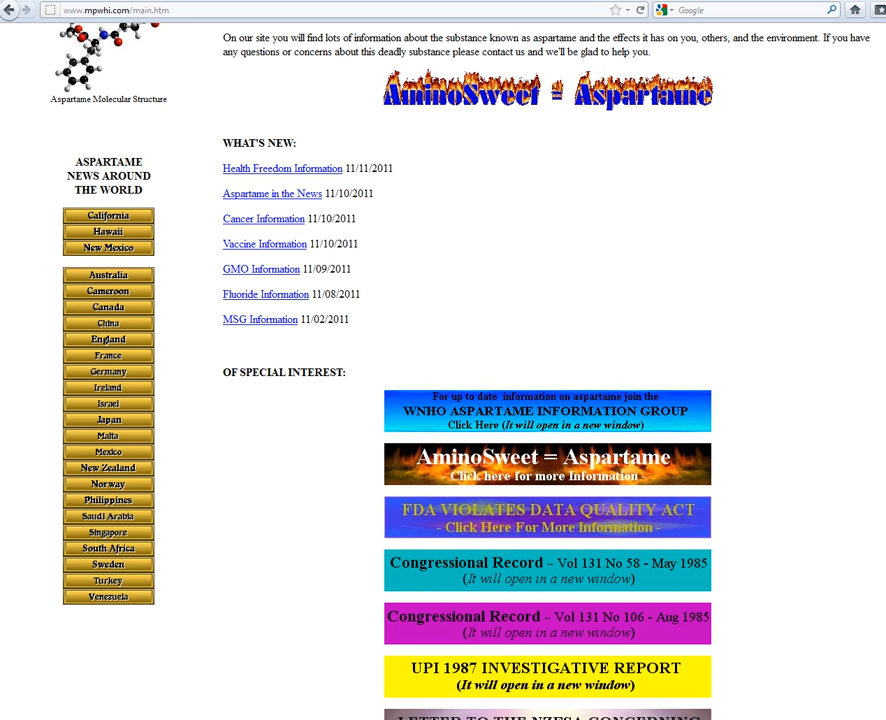 www.mpwhi.com/main.htm
Google
On our site you will find lots of information about the substance known as aspartame and the effects it has on you, others, and the environment. If you have
any questions or concerns about this deadly substance please contact us and we'll be glad to help you.
Aspartame Molecular Structure
AminoSweet = Aspartame
WHAT'S NEW:
Health Freedom Information 11/11/2011
Aspartame in the News 11/10/2011
Cancer Information 11/10/2011
Vaccine Information 11/10/2011
GMO Information 11/09/2011
Fluoride Information 11/08/2011
MSG Information 11/02/2011
ASPARTAME
NEWS AROUND
THE WORLD
California
Hawaii
New Mexico
Australia
Cameroon
Canada
China
England
France
Germany
Ireland
Israel
Japan
Malta
Mexico
New Zealand
Norway
Philippines
Saudi Arabia
Singapore
South Africa
Sweden
Turkey
Venezuela
OF SPECIAL INTEREST:
For up to date information on aspartame join the
WNHO ASPARTAME INFORMATION GROUP
Click Here (It will open in a new window)
AminoSweet = Aspartame
Click here for more Information
FDA VIOLATES DATA QUALITY ACT
- Click Here For More Information -
Congressional Record - Vol 131 No 58 - May 1985
(It will open in a new window)
Congressional Record - Vol 131 No 106 - Aug 1985
(It will open in a new window)
UPI 1987 INVESTIGATIVE REPORT
(It will open in a new window)
LETTER TO THE NZFSA CONCERNING